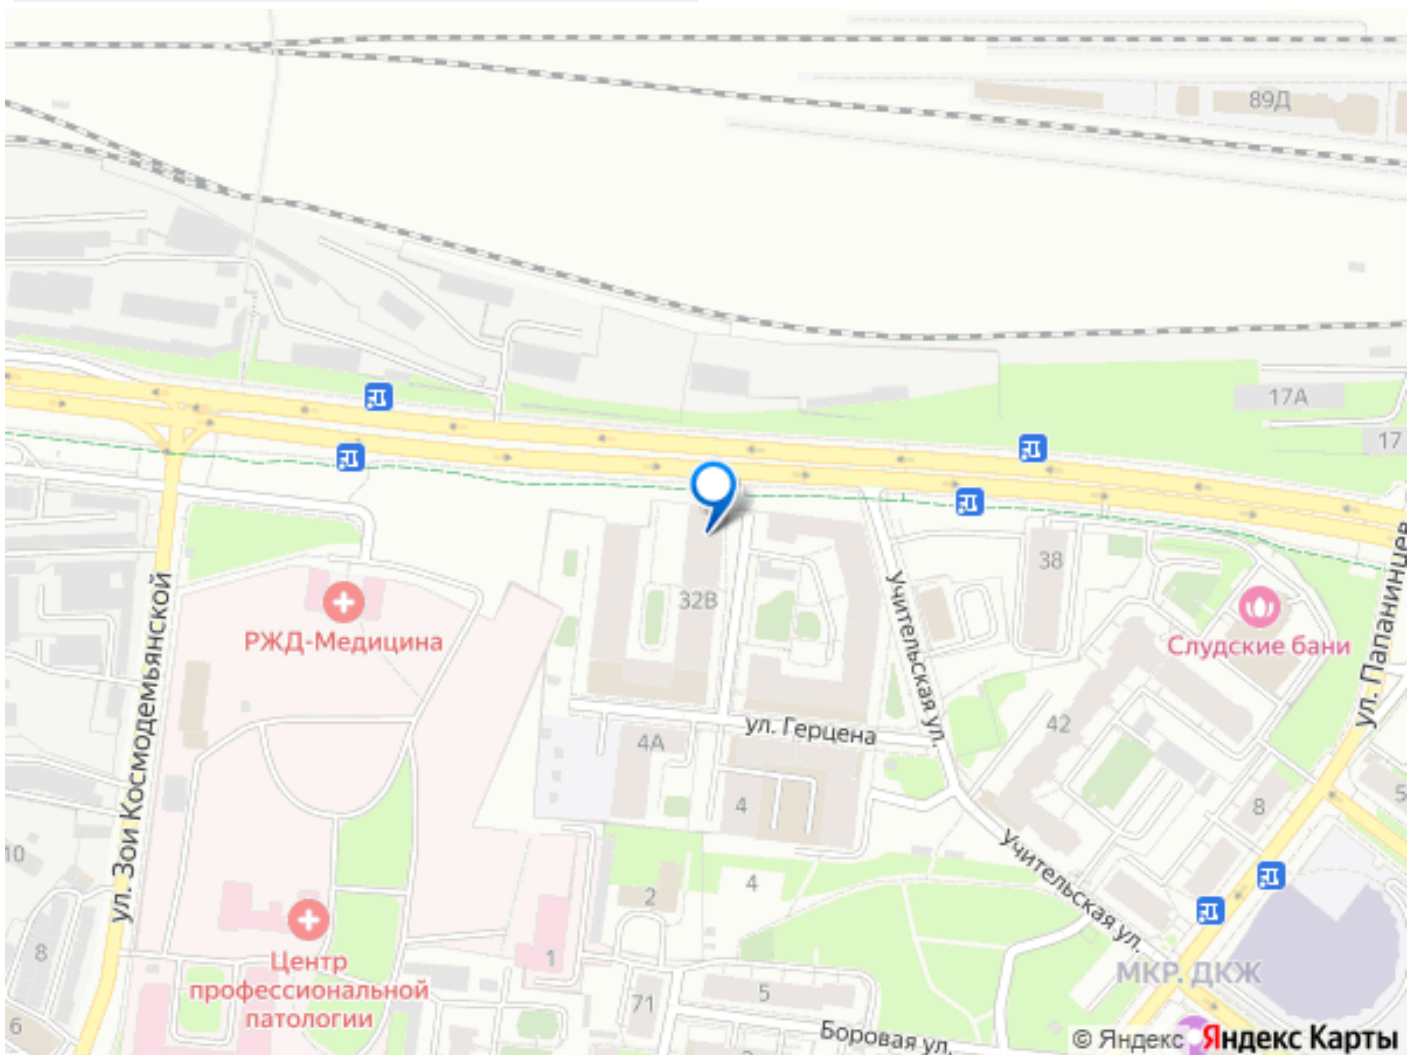 89Д
17А
17
38
32В
РЖД-Медицина
Слудские бани
ул. Зои Космодемьянской
Учительская ул.
ул. Папанинцев
ул. Герцена
42
4А
4
8
5
10
Учительская ул.
4
2
8
1
Центр
профессиональной
патологии
МКР. ДКЖ
5
71
6
Боровая ул.
© Яндекс Яндекс Карты